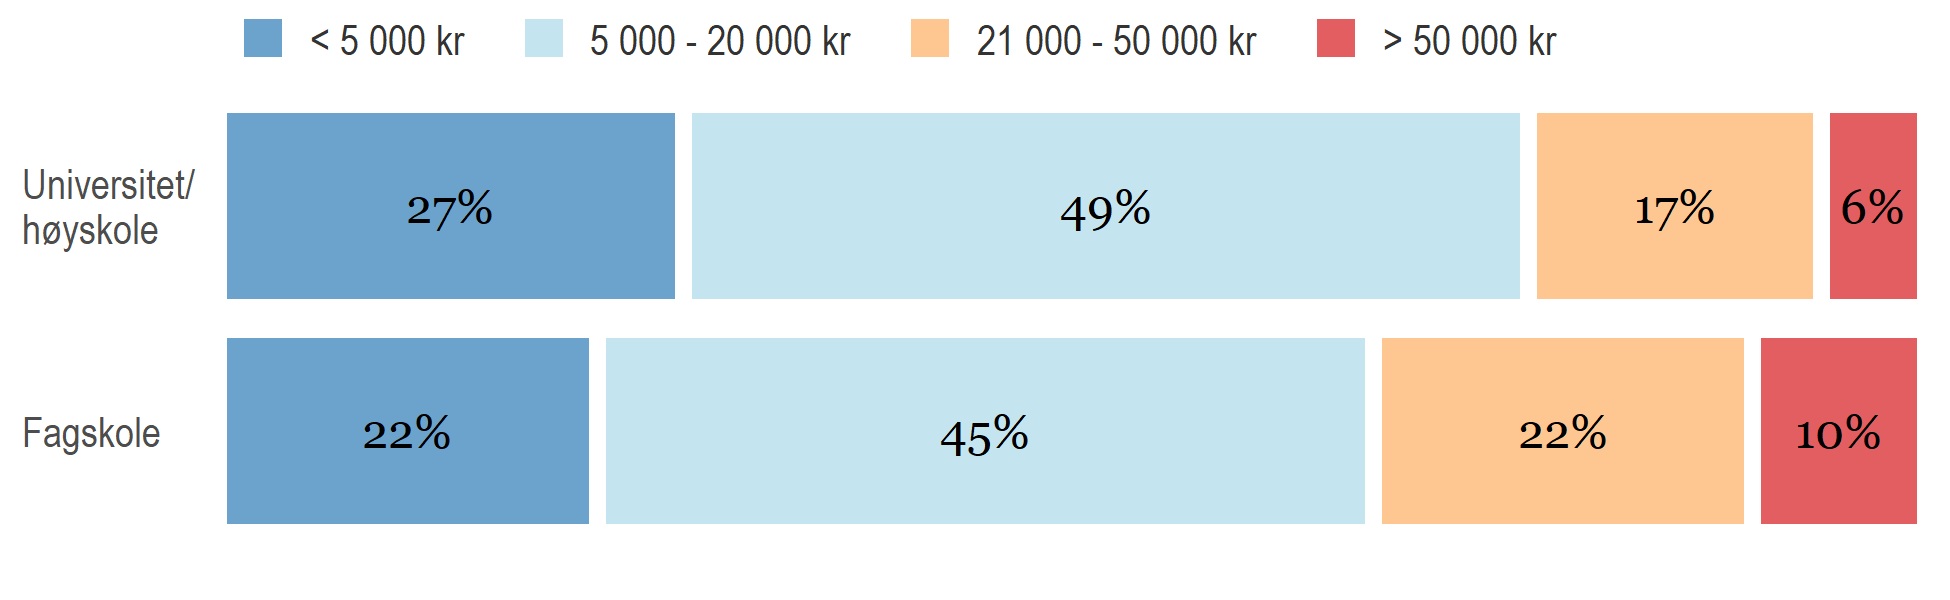 < 5 000 kr 5 000 - 20 000 kr 21 000 - 50 000 kr > 50 000 kr
Universitet/
høyskole
27% 49% 17% 6%
Fagskole
22% 45% 22% 10%